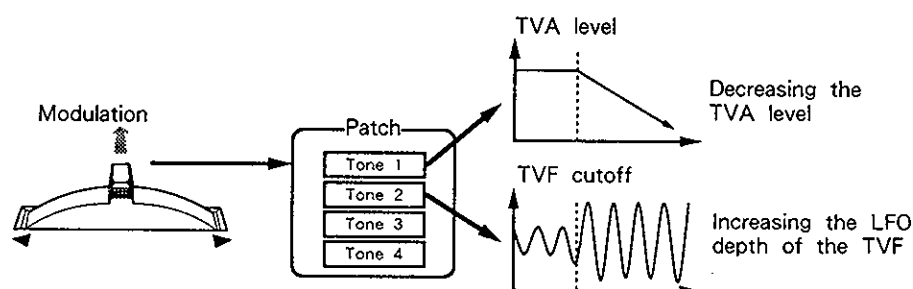 TVA level
Decreasing the
TVA level
Modulation
Patch
Tone 1
Tone 2
Tone 3
Tone 4
TVF cutoff
Increasing the LFO
depth of the TVF